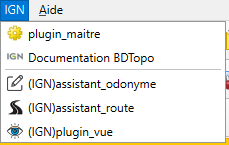 IGN Aide
plugin_maitre
IGN Documentation BDTopo
(IGN)assistant_odonyme
(IGN)assistant_route
(IGN)plugin_vue